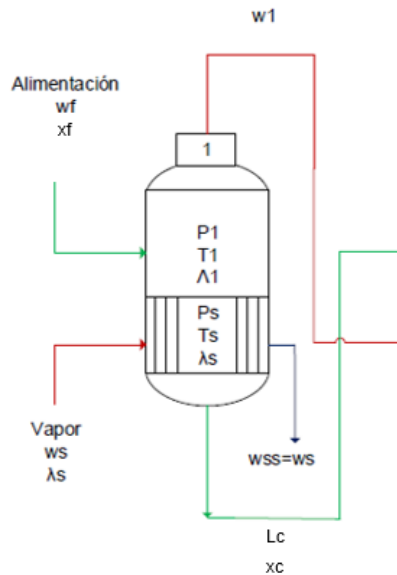 w1
Alimentación
wf
xf
1
P1
T1
Λ1
Ps
Ts
λs
Vapor
ws
λs
wss=ws
Lc
xc